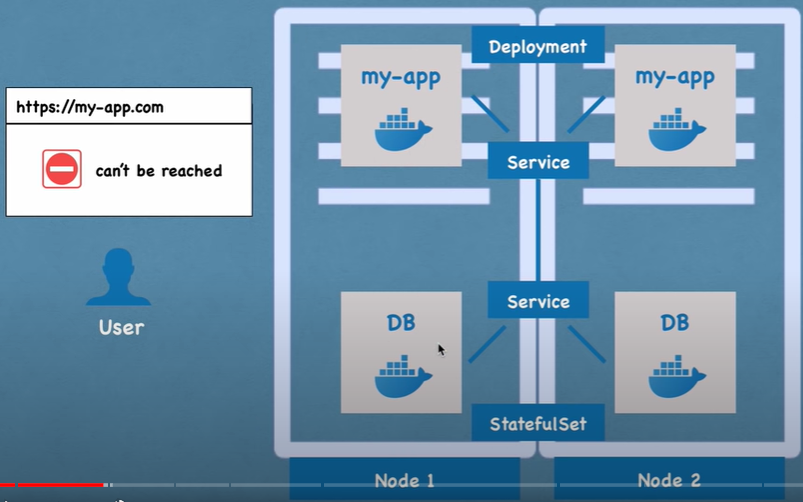 https://my-app.com
can't be reached
User
Deployment
my-app
my-app
Service
Service
DB
DB
StatefulSet
Node 1
Node 2